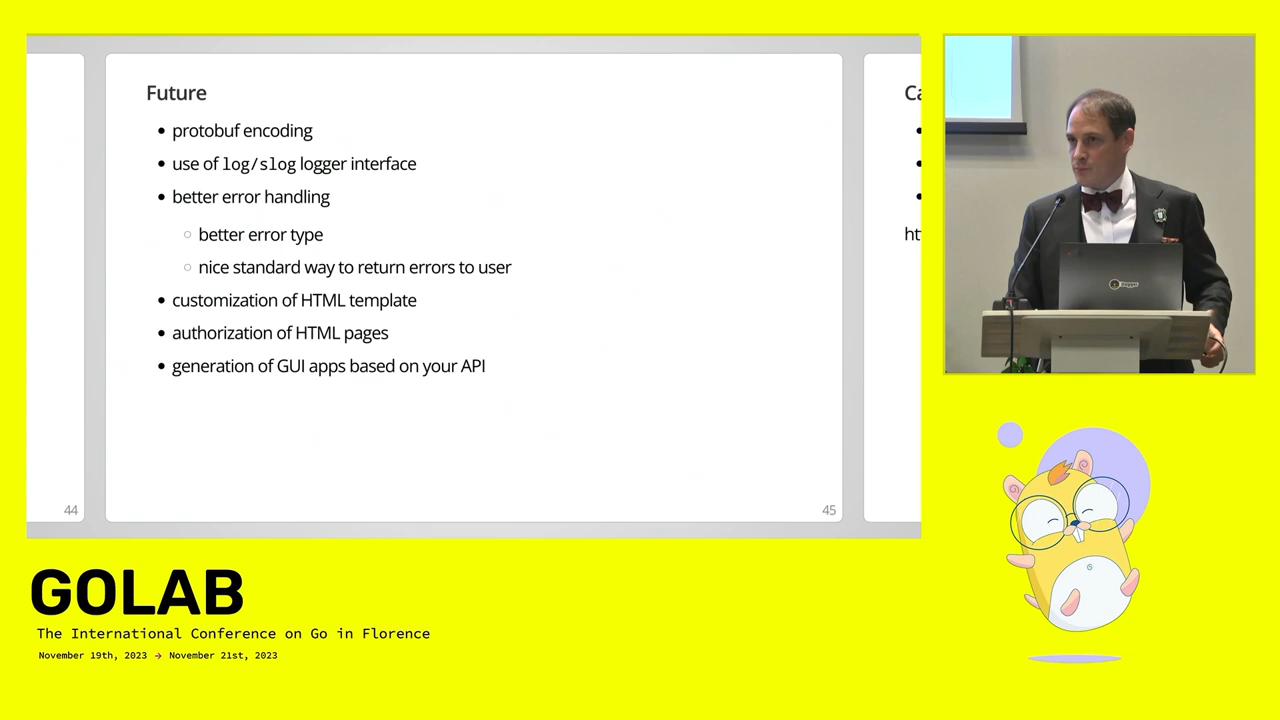 Future
protobuf encoding
use of log/slog logger interface
better error handling
better error type
nice standard way to return errors to user
customization of HTML template
authorization of HTML pages
generation of GUI apps based on your API
44
45
Ca
ht
GOLAB
The International Conference on Go in Florence
November 19th, 2023 → November 21st, 2023